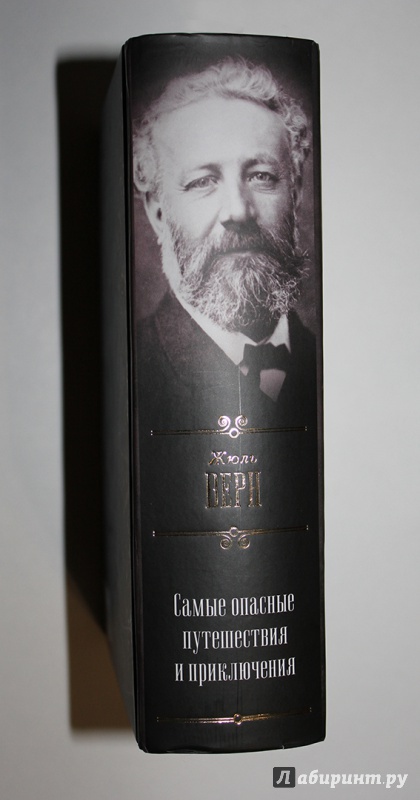 Жюль
ВЕРН
Самые опасные
путешествия
и приключения
Лабиринт.ру